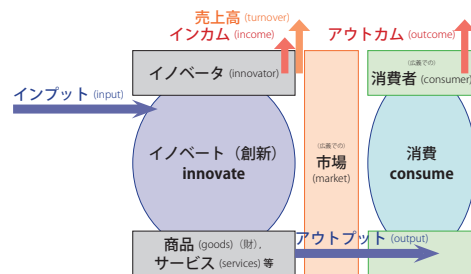 売上高 (turnover)
インカム (income)
アウトカム (outcome)
イノベータ (innovator)
(広義での)
消費者 (consumer)
インプット (input)
イノベート（創新）
innovate
(広義での)
市場
(market)
消費
consume
アウトプット (output)
商品 (goals)（財）,
サービス (services) 等